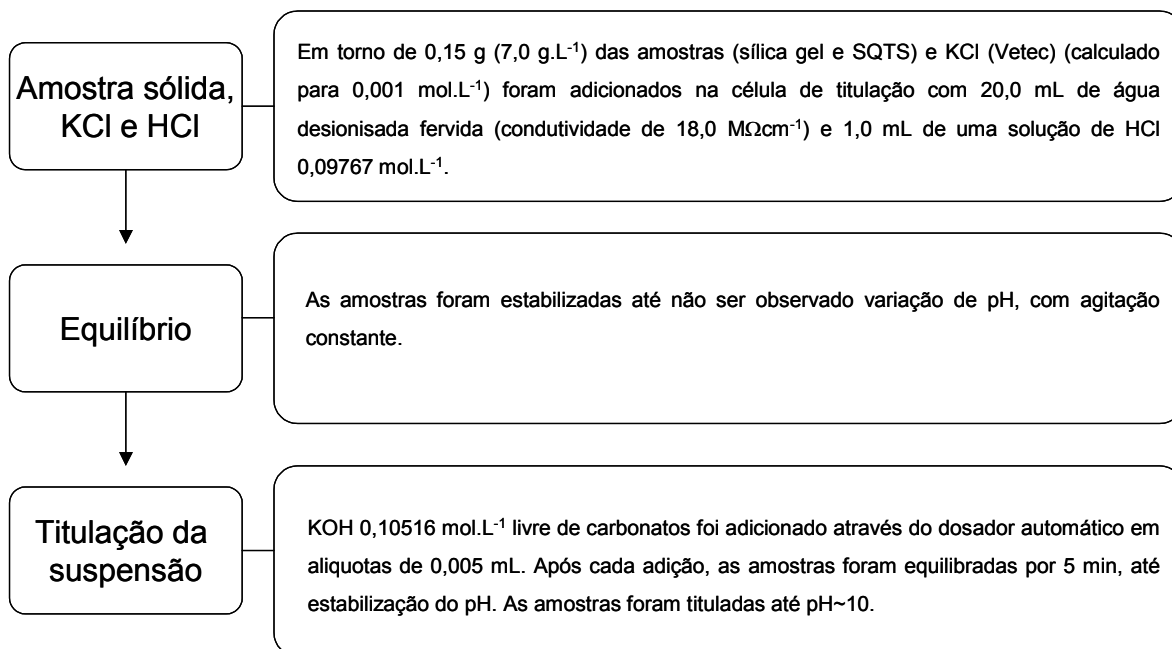 Amostra sólida,
KCl e HCl
Em torno de 0,15 g (7,0 g.L-1) das amostras (sílica gel e SQTS) e KCl (Vetec) (calculado
para 0,001 mol.L-1) foram adicionados na célula de titulação com 20,0 mL de água
desionisada fervida (condutividade de 18,0 MΩcm-1) e 1,0 mL de uma solução de HCl
0,09767 mol.L-1.
Equilíbrio
As amostras foram estabilizadas até não ser observado variação de pH, com agitação
constante.
Titulação da
suspensão
KOH 0,10516 mol.L-1 livre de carbonatos foi adicionado através do dosador automático em
aliquotas de 0,005 mL. Após cada adição, as amostras foram equilibradas por 5 min, até
estabilização do pH. As amostras foram tituladas até pH~10.